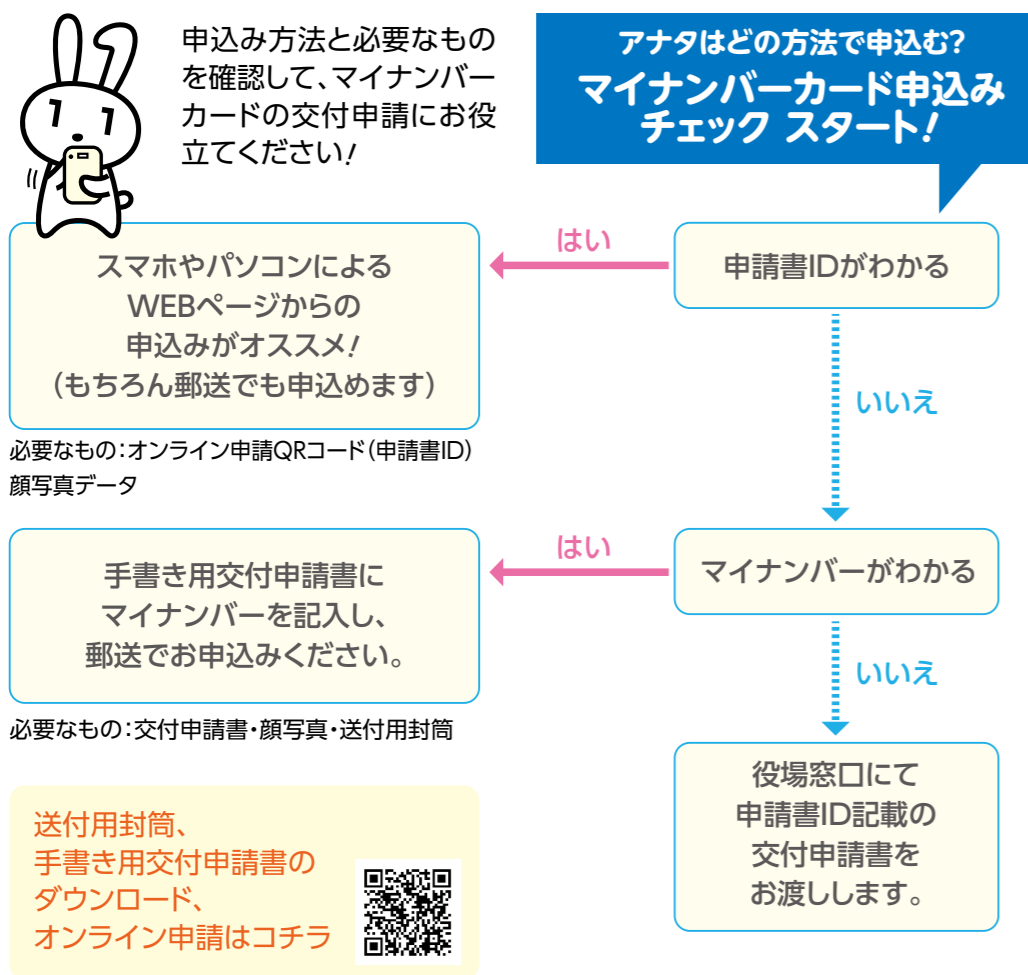 申込み方法と必要なもの
を確認して、マイナンバー
カードの交付申請にお役
立てください!
アナタはどの方法で申込む?
マイナンバーカード申込み
チェック スタート!
申請書IDがわかる
はい
スマホやパソコンによる
WEBページからの
申込みがオススメ!
(もちろん郵送でも申込めます)
必要なもの:オンライン申請QRコード(申請書ID)
顔写真データ
いいえ
マイナンバーがわかる
はい
手書き用交付申請書に
マイナンバーを記入し、
郵送でお申込みください。
必要なもの:交付申請書・顔写真・送付用封筒
いいえ
役場窓口にて
申請書ID記載の
交付申請書を
お渡しします。
送付用封筒、
手書き用交付申請書の
ダウンロード、
オンライン申請はコチラ